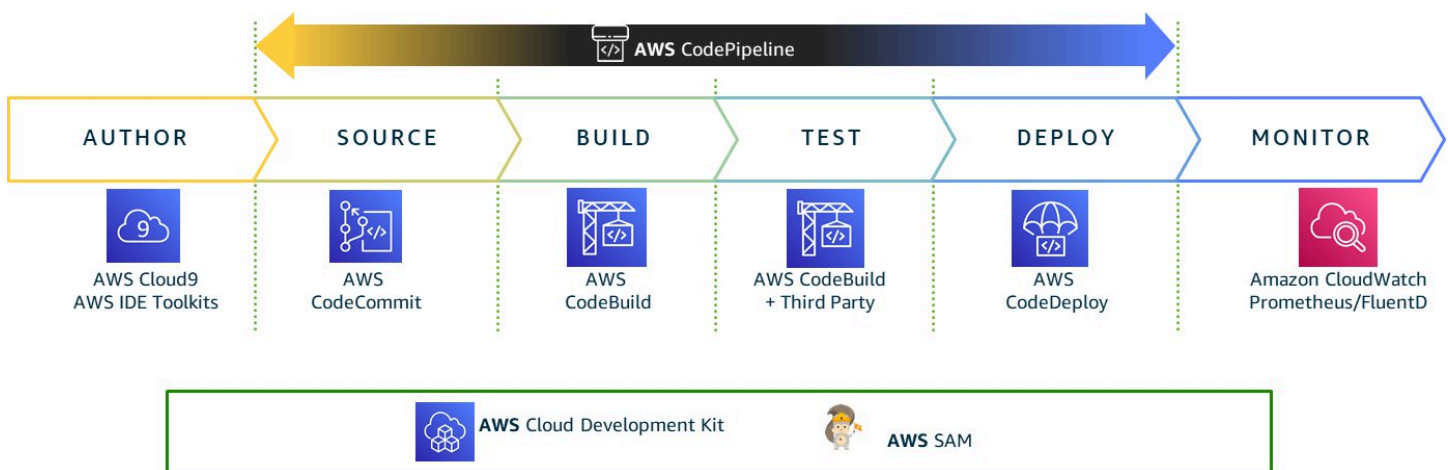 AWS CodePipeline
AUTHOR
SOURCE
BUILD
TEST
DEPLOY
MONITOR
9
AWS Cloud9
AWS IDE Toolkits
</>
AWS
CodeCommit
</>
AWS
CodeBuild
</>
AWS CodeBuild
+ Third Party
</>
AWS
CodeDeploy
Amazon CloudWatch
Prometheus/FluentD
AWS Cloud Development Kit
AWS SAM